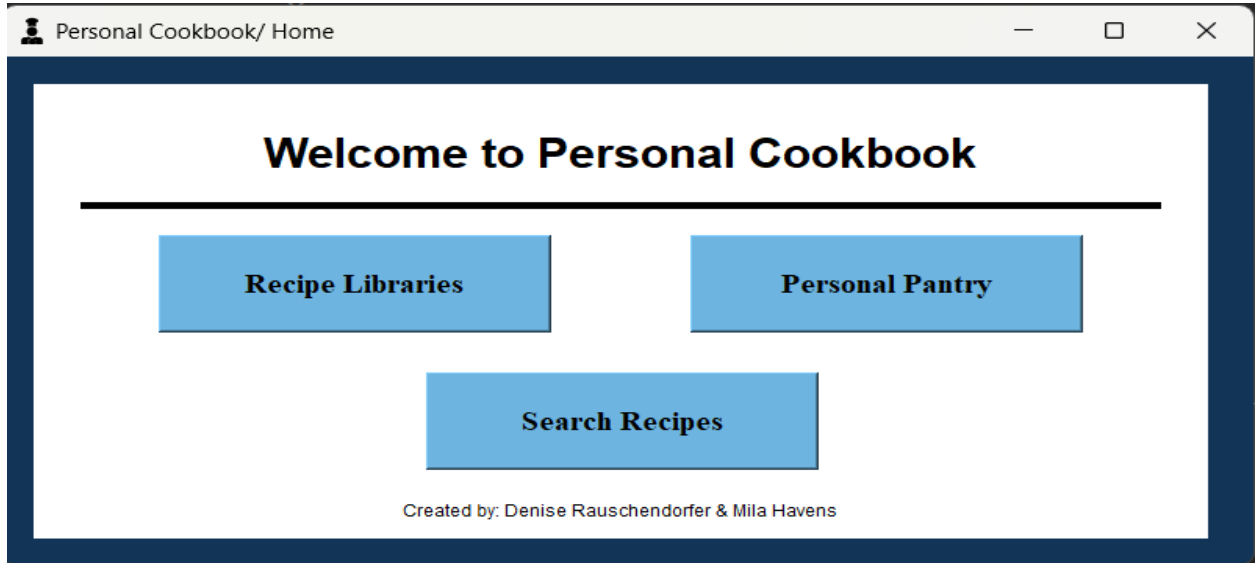 Personal Cookbook/ Home
Welcome to Personal Cookbook
Recipe Libraries
Personal Pantry
Search Recipes
Created by: Denise Rauschendorfer & Mila Havens